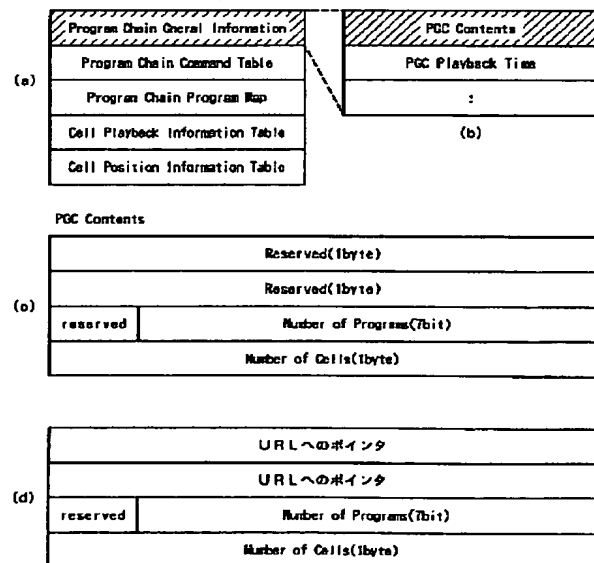 Program Chain Gneral Information
Program Chain Command Table
Program Chain Program Map
Cell Playback Information Table
Cell Position Information Table
(a)
PGC Contents
PGC Playback Time
:
(b)
PGC Contents
Reserved(1byte)
Reserved(1byte)
reserved Number of Programs(7bit)
Number of Cells(1byte)
(c)
URLへのポインタ
URLへのポインタ
reserved Number of Programs(7bit)
Number of Cells(1byte)
(d)